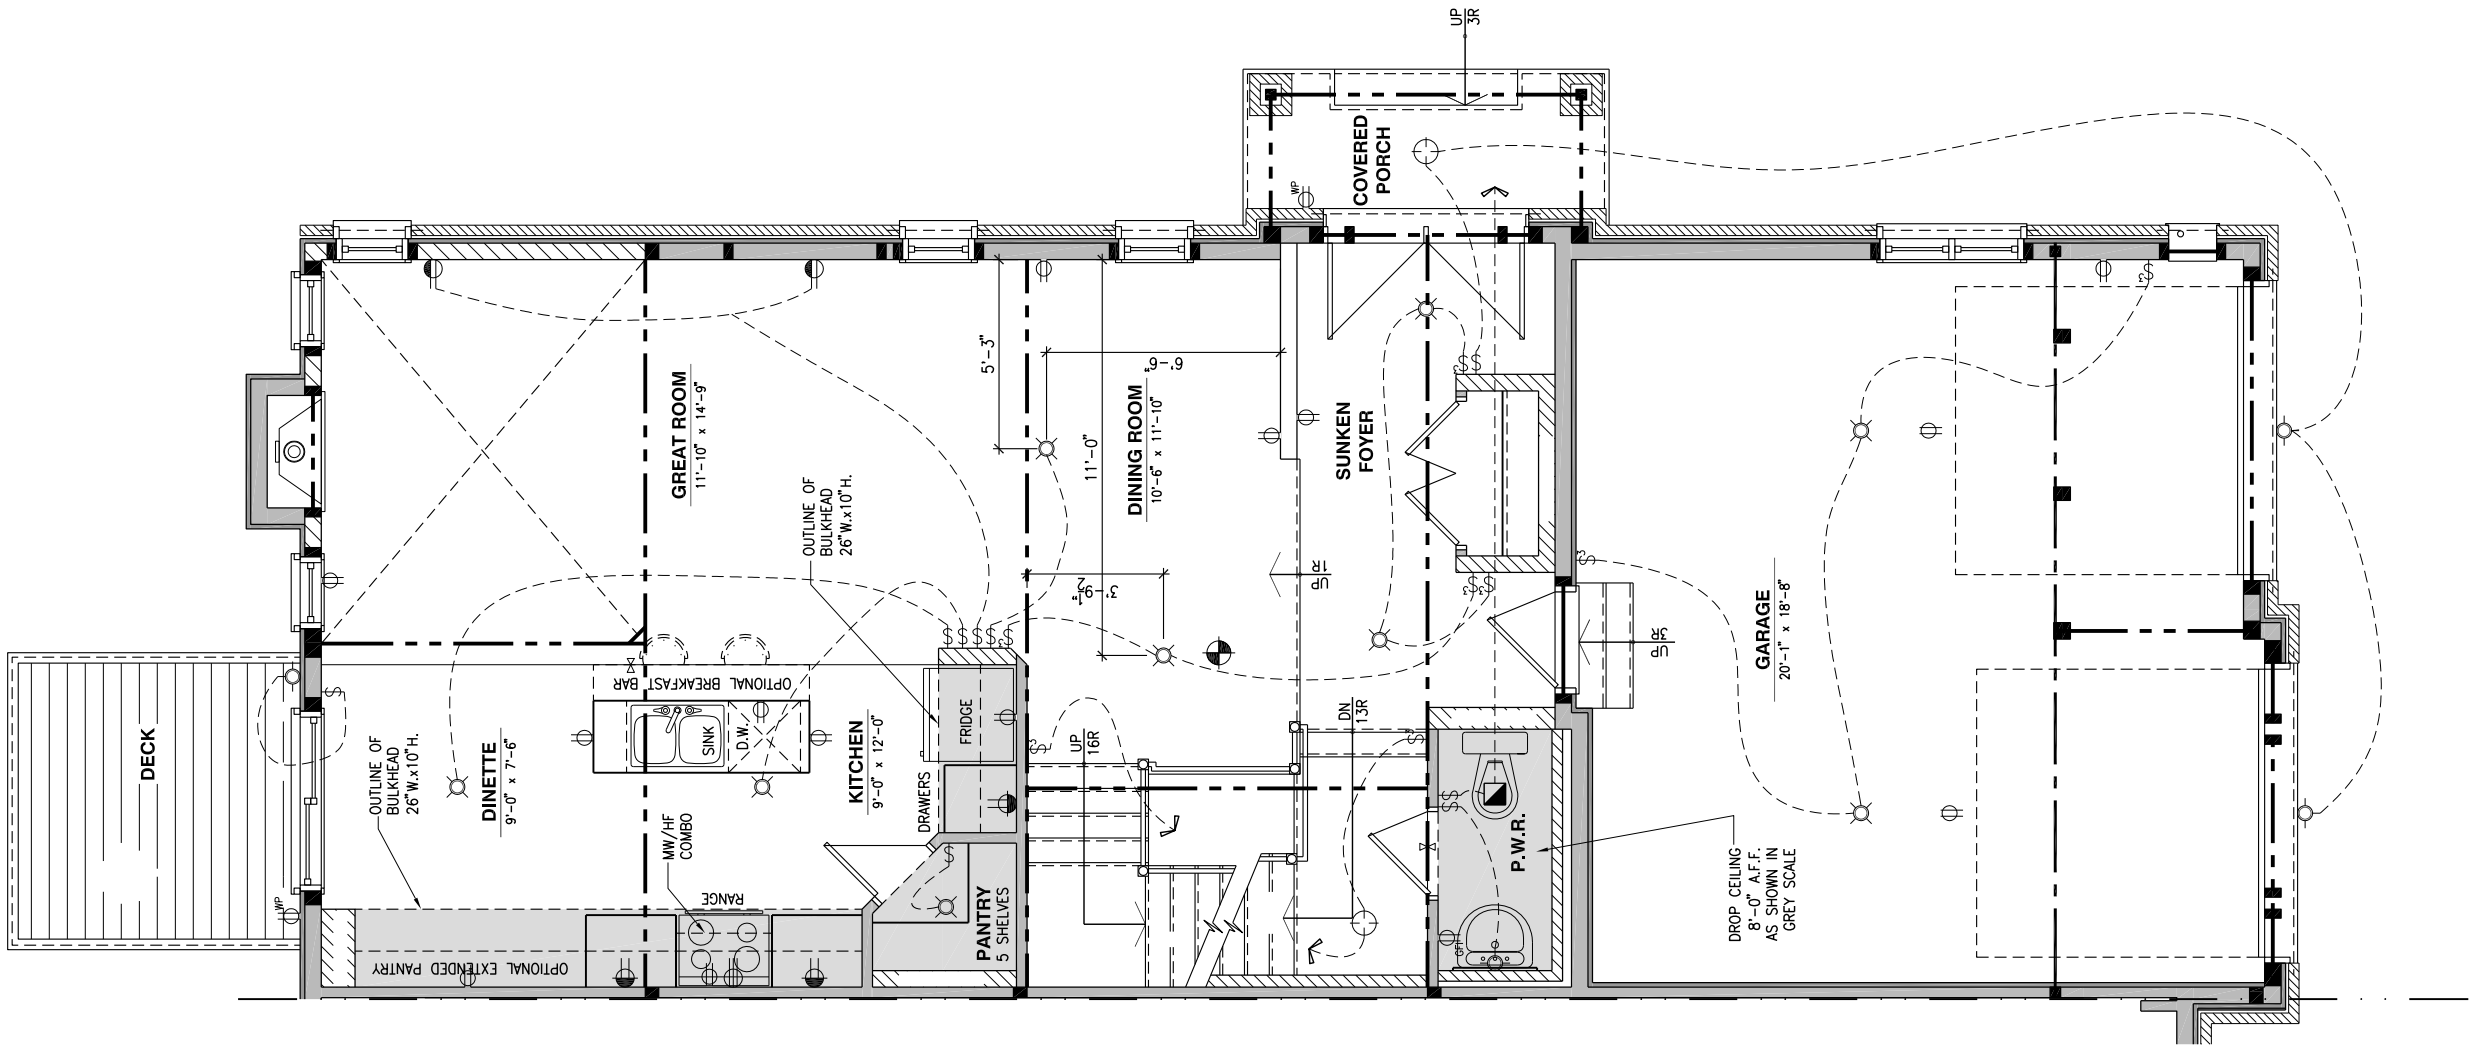 UP
3R
COVERED
PORCH
WP
GREAT ROOM
11'-10" x 14'-9"
5'-3"
6'-6"
11'-0"
DINING ROOM
10'-6" x 11'-10"
SUNKEN
FOYER
OUTLINE OF
BULKHEAD
26"W.x10"H.
3'-9½"
UP
1R
GARAGE
20'-1" x 18'-8"
UP
3R
DECK
WP
OUTLINE OF
BULKHEAD
26"W.x10"H.
DINETTE
9'-0" x 7'-6"
OPTIONAL BREAKFAST BAR
SINK
D.W.
KITCHEN
9'-0" x 12'-0"
FRIDGE
DRAWERS
MW/HF
COMBO
RANGE
OPTIONAL EXTENDED PANTRY
PANTRY
5 SHELVES
UP
16R
DN
13R
P.W.R.
GFI
DROP CEILING
8'-0" A.F.F.
AS SHOWN IN
GREY SCALE